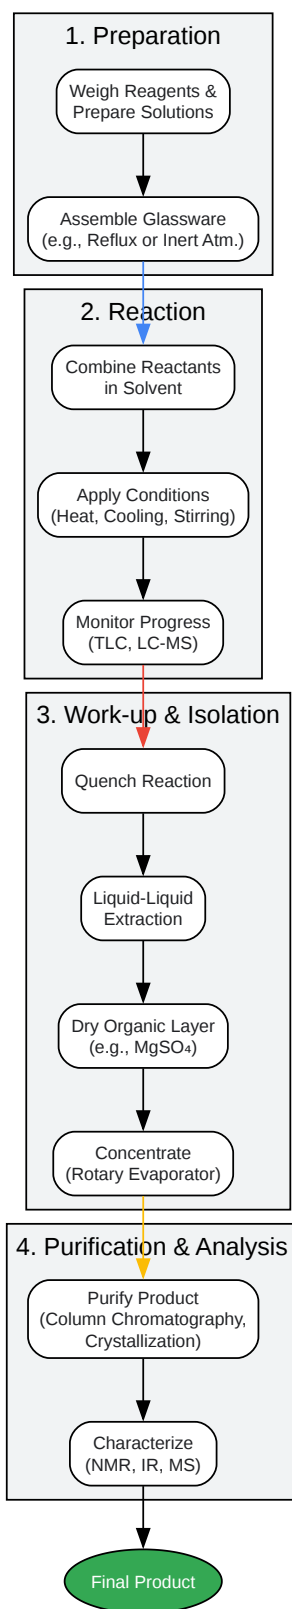 1. Preparation
Weigh Reagents &
Prepare Solutions
Assemble Glassware
(e.g., Reflux or Inert Atm.)
2. Reaction
Combine Reactants
in Solvent
Apply Conditions
(Heat, Cooling, Stirring)
Monitor Progress
(TLC, LC-MS)
3. Work-up & Isolation
Quench Reaction
Liquid-Liquid
Extraction
Dry Organic Layer
(e.g., MgSO₄)
Concentrate
(Rotary Evaporator)
4. Purification & Analysis
Purify Product
(Column Chromatography,
Crystallization)
Characterize
(NMR, IR, MS)
Final Product